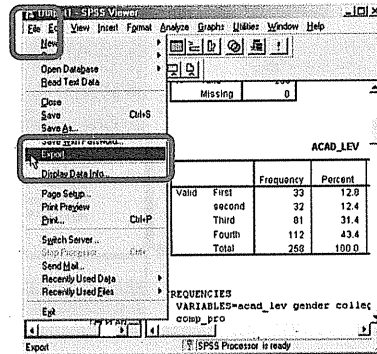 SPSS Viewer
File View Insert Format Analyze Graphs Utilities Window Help
New
Open Database
Read Text Data
Close
Save Ctrl+S
Save As...
Export
Display Data Info...
Page Setup...
Print Preview
Print... Ctrl+P
Switch Server...
Stop Processor
Send Mail...
Recently Used Data
Recently Used Files
Exit
Missing 0
ACAD_LEV
Frequency Percent
Valid First 33 12.8
second 32 12.4
Third 81 31.4
Fourth 112 43.4
Total 258 100.0
REQUENCIES
VARIABLES=acad_lev gender colleg
comp_pro
Export
SPSS Processor is ready